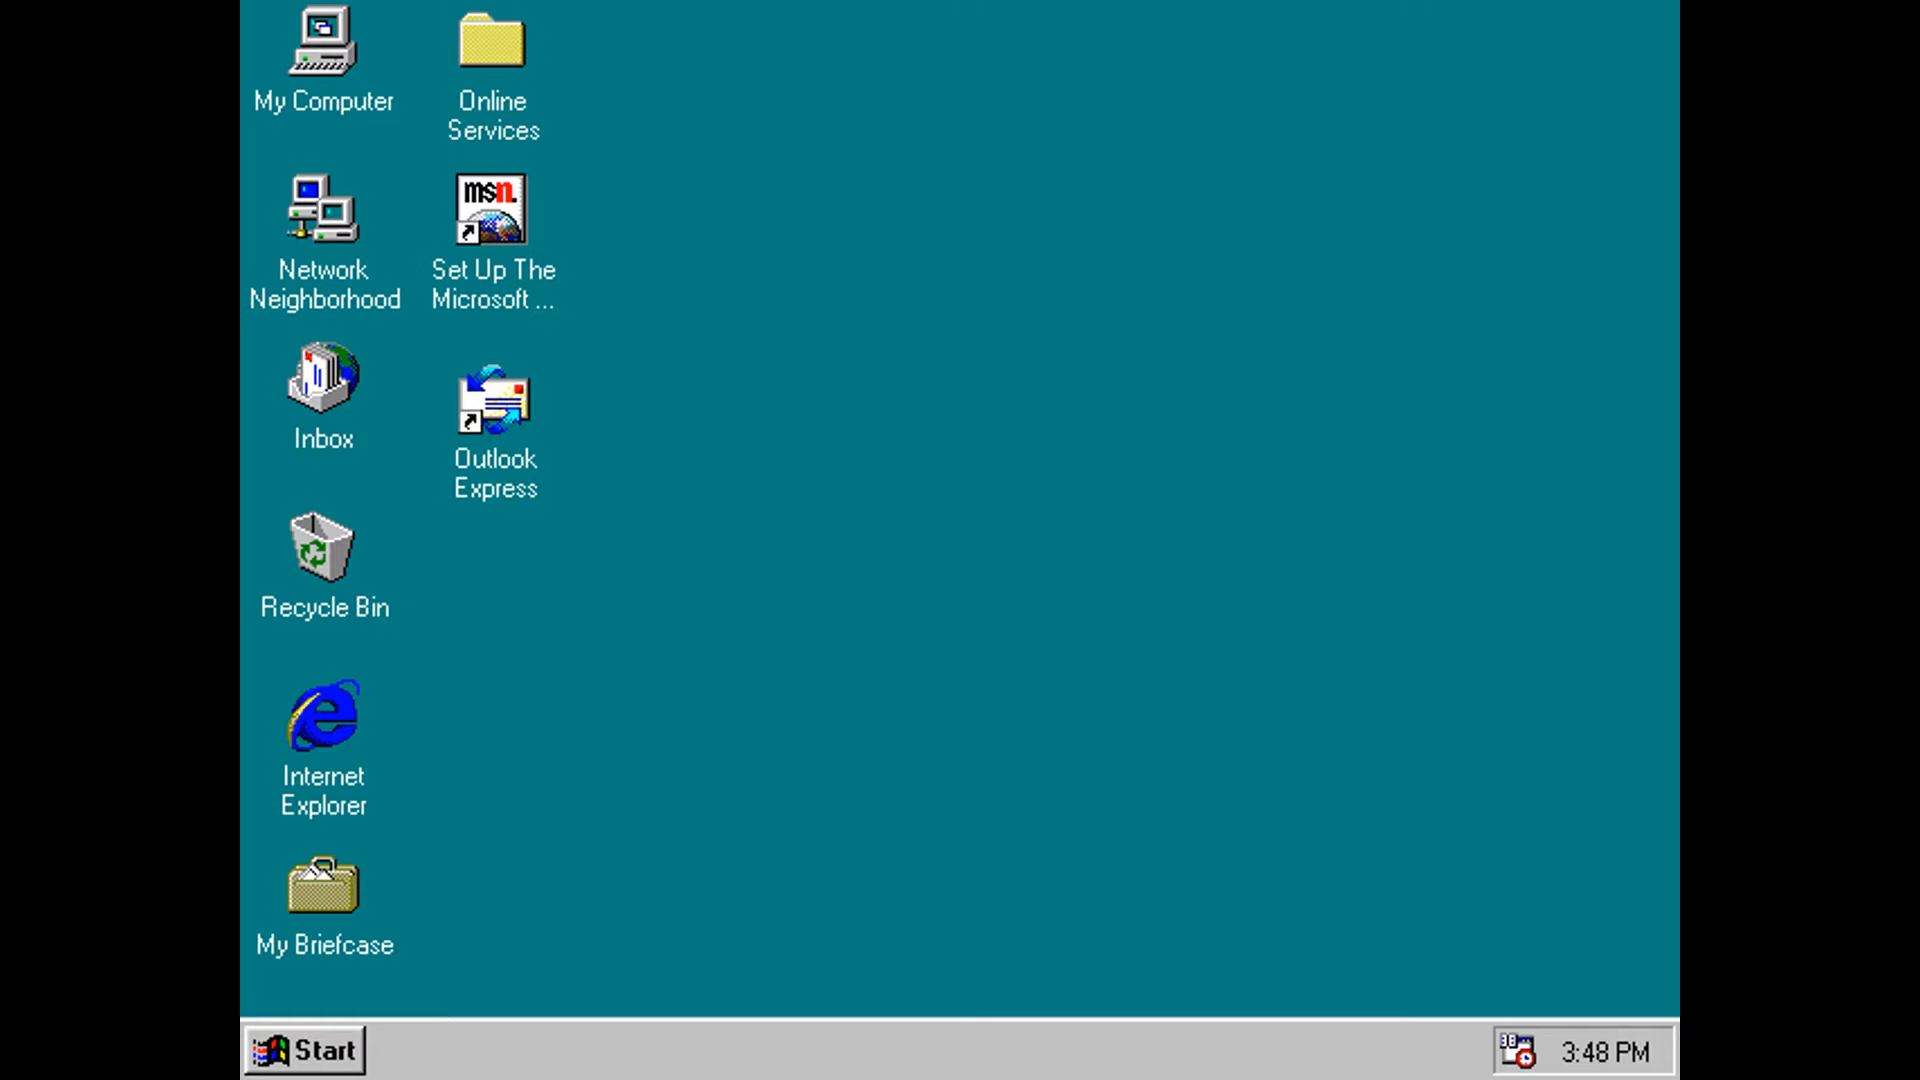 My Computer
Online
Services
Network
Neighborhood
msn.
Set Up The
Microsoft ...
Inbox
Outlook
Express
Recycle Bin
Internet
Explorer
My Briefcase
Start
3:48 PM